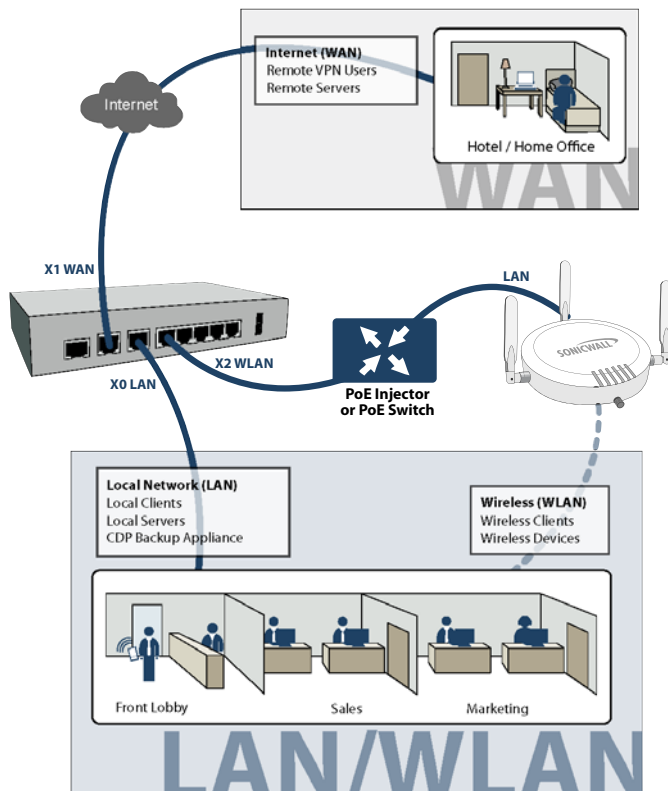 Internet (WAN)
Remote VPN Users
Remote Servers
Internet
Hotel / Home Office
WAN
X1 WAN
LAN
SONICWALL
X2 WLAN
X0 LAN
PoE Injector
or PoE Switch
Local Network (LAN)
Local Clients
Local Servers
CDP Backup Appliance
Wireless (WLAN)
Wireless Clients
Wireless Devices
Front Lobby
Sales
Marketing
LAN/WLAN